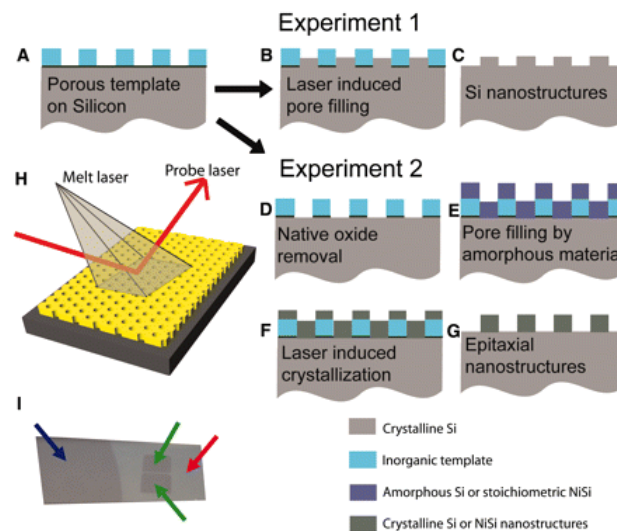 Experiment 1
A
B
C
Porous template
on Silicon
Laser induced
pore filling
Si nanostructures
Experiment 2
H
Melt laser
Probe laser
D
E
Native oxide
removal
Pore filling by
amorphous materia
F
G
Laser induced
crystallization
Epitaxial
nanostructures
I
Crystalline Si
Inorganic template
Amorphous Si or stoichiometric NiSi
Crystalline Si or NiSi nanostructures